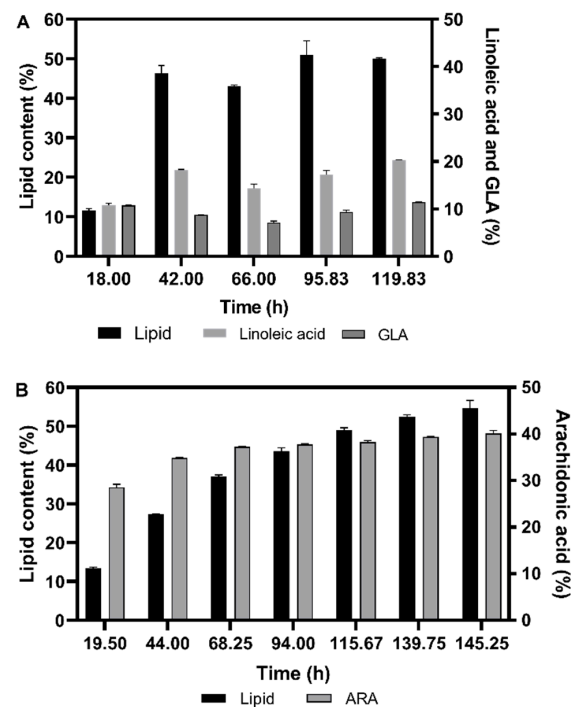 A
Lipid content (%)
60
50
40
30
20
10
0
50
40
30
20
10
0
Linoleic acid and GLA (%)
18.00 42.00 66.00 95.83 119.83
Time (h)
Lipid Linoleic acid GLA
B
Lipid content (%)
60
50
40
30
20
10
0
50
40
30
20
10
0
Arachidonic acid (%)
19.50 44.00 68.25 94.00 115.67 139.75 145.25
Time (h)
Lipid ARA